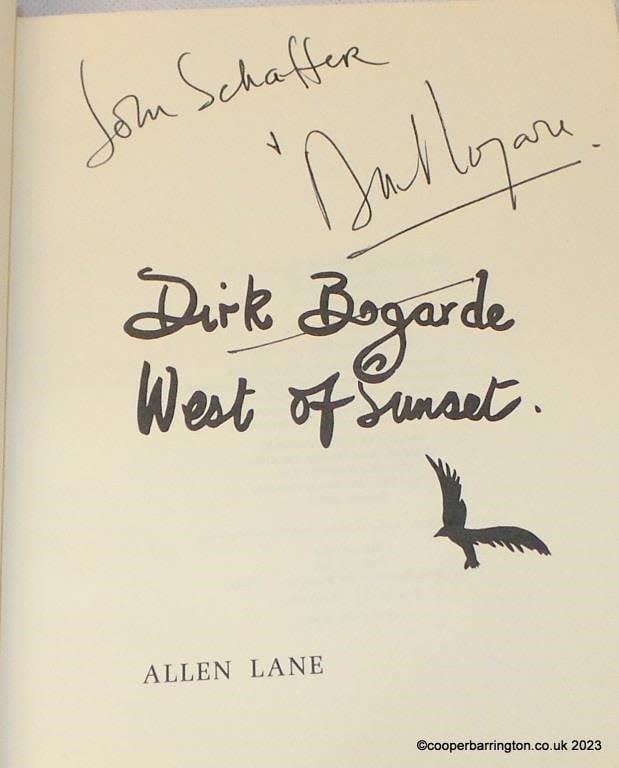 John Schaffer
Dirk Bogarde.
Dirk Bogarde
West of Sunset.
ALLEN LANE
©cooperbarrington.co.uk 2023